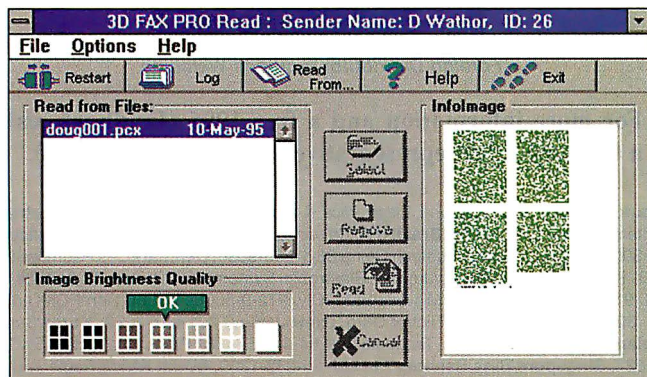 3D FAX PRO Read : Sender Name: D Wathor, ID: 26
File Options Help
Restart Log Read From... Help Exit
Read from Files:
doug001.pcx 10-May-95
InfoImage
Select
Remove
Read
Cancel
Image Brightness Quality
OK